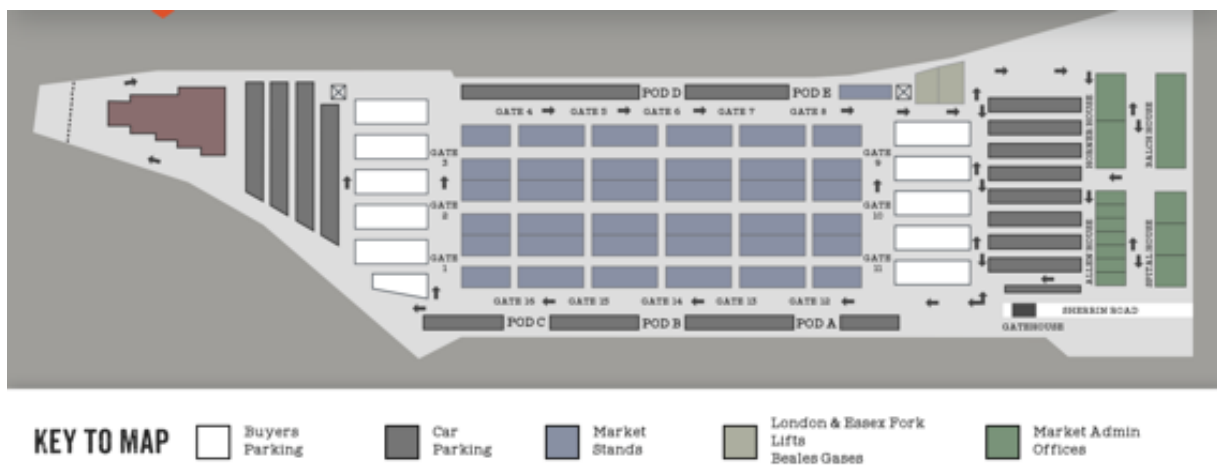 POD D
POD E
GATE 4
GATE 5
GATE 6
GATE 7
GATE 8
GATE
3
GATE
9
HORNER HOUSE
BALCH HOUSE
GATE
2
GATE
10
GATE
1
GATE
11
ALLEN HOUSE
SPITAL HOUSE
GATE 16
GATE 15
GATE 14
GATE 13
GATE 12
POD C
POD B
POD A
SHERRIN ROAD
GATEHOUSE
KEY TO MAP
Buyers
Parking
Car
Parking
Market
Stands
London & Essex Fork
Lifts
Beales Gases
Market Admin
Offices